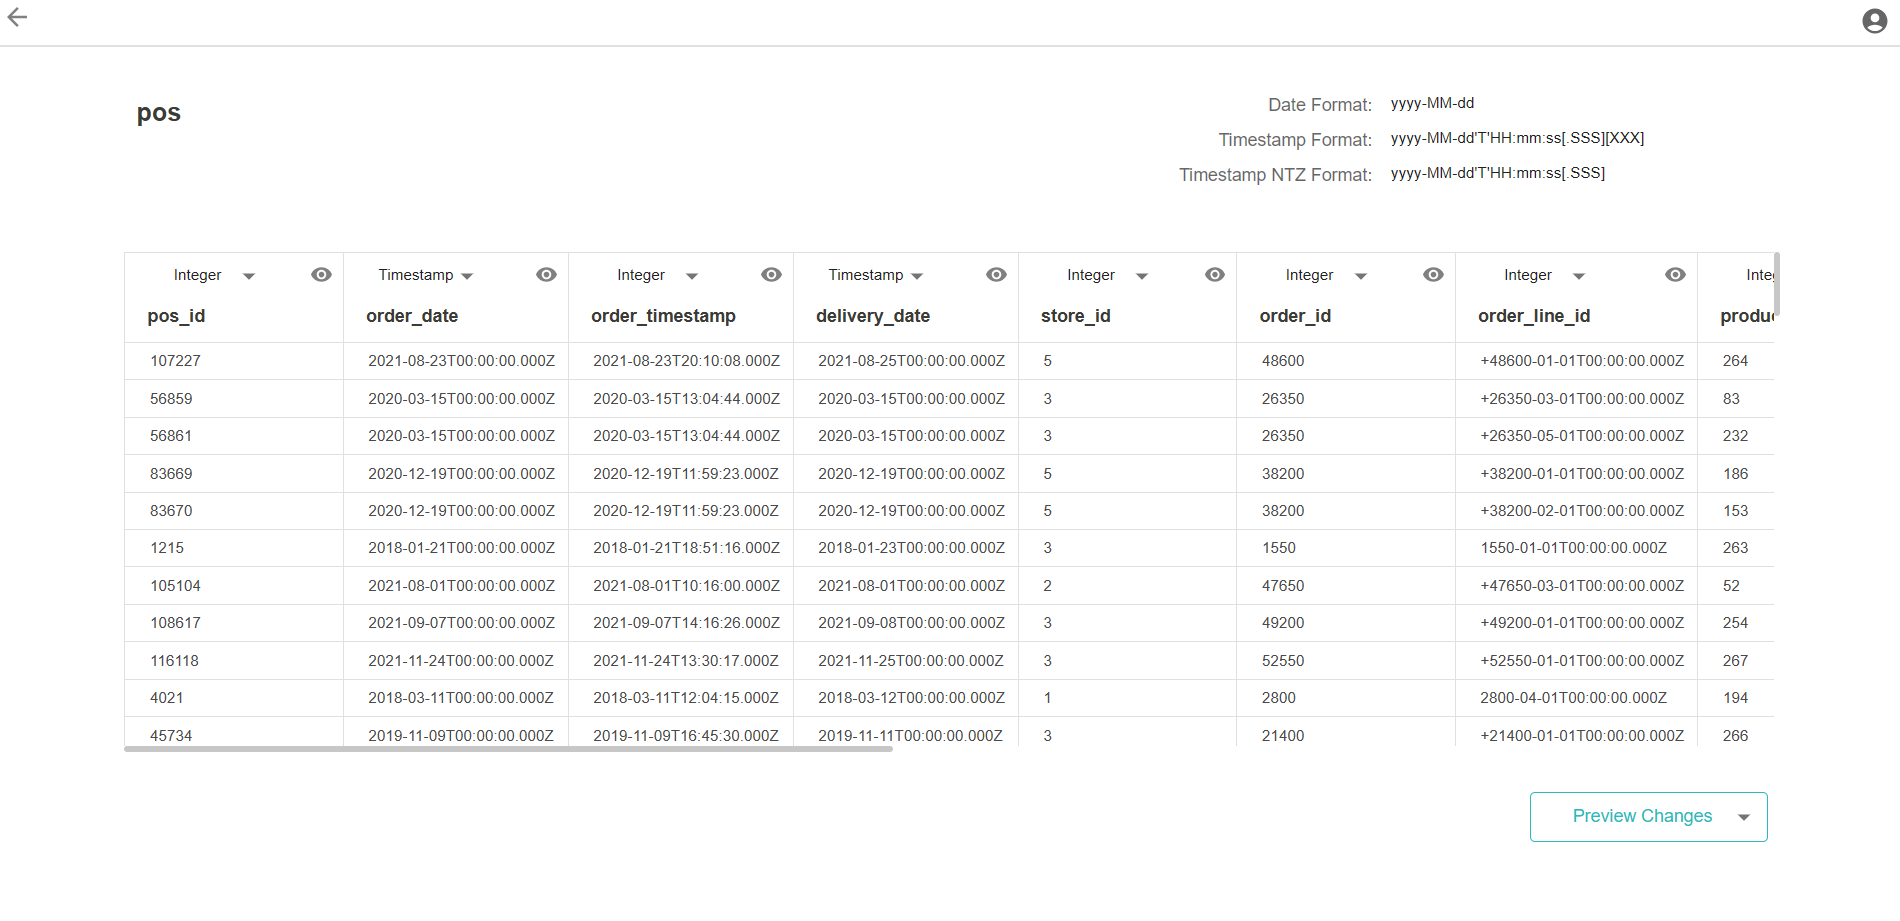 pos
Date Format: yyyy-MM-dd
Timestamp Format: yyyy-MM-dd'T'HH:mm:ss[.SSS][XXX]
Timestamp NTZ Format: yyyy-MM-dd'T'HH:mm:ss[.SSS]
Integer Timestamp Integer Timestamp Integer Integer Integer
pos_id order_date order_timestamp delivery_date store_id order_id order_line_id
107227 2021-08-23T00:00:00.000Z 2021-08-23T20:10:08.000Z 2021-08-25T00:00:00.000Z 5 48600 +48600-01-01T00:00:00.000Z 264
56859 2020-03-15T00:00:00.000Z 2020-03-15T13:04:44.000Z 2020-03-15T00:00:00.000Z 3 26350 +26350-03-01T00:00:00.000Z 83
56861 2020-03-15T00:00:00.000Z 2020-03-15T13:04:44.000Z 2020-03-15T00:00:00.000Z 3 26350 +26350-05-01T00:00:00.000Z 232
83669 2020-12-19T00:00:00.000Z 2020-12-19T11:59:23.000Z 2020-12-19T00:00:00.000Z 5 38200 +38200-01-01T00:00:00.000Z 186
83670 2020-12-19T00:00:00.000Z 2020-12-19T11:59:23.000Z 2020-12-19T00:00:00.000Z 5 38200 +38200-02-01T00:00:00.000Z 153
1215 2018-01-21T00:00:00.000Z 2018-01-21T18:51:16.000Z 2018-01-23T00:00:00.000Z 3 1550 1550-01-01T00:00:00.000Z 263
105104 2021-08-01T00:00:00.000Z 2021-08-01T10:16:00.000Z 2021-08-01T00:00:00.000Z 2 47650 +47650-03-01T00:00:00.000Z 52
108617 2021-09-07T00:00:00.000Z 2021-09-07T14:16:26.000Z 2021-09-08T00:00:00.000Z 3 49200 +49200-01-01T00:00:00.000Z 254
116118 2021-11-24T00:00:00.000Z 2021-11-24T13:30:17.000Z 2021-11-25T00:00:00.000Z 3 52550 +52550-01-01T00:00:00.000Z 267
4021 2018-03-11T00:00:00.000Z 2018-03-11T12:04:15.000Z 2018-03-12T00:00:00.000Z 1 2800 2800-04-01T00:00:00.000Z 194
45734 2019-11-09T00:00:00.000Z 2019-11-09T16:45:30.000Z 2019-11-11T00:00:00.000Z 3 21400 +21400-01-01T00:00:00.000Z 266
Preview Changes